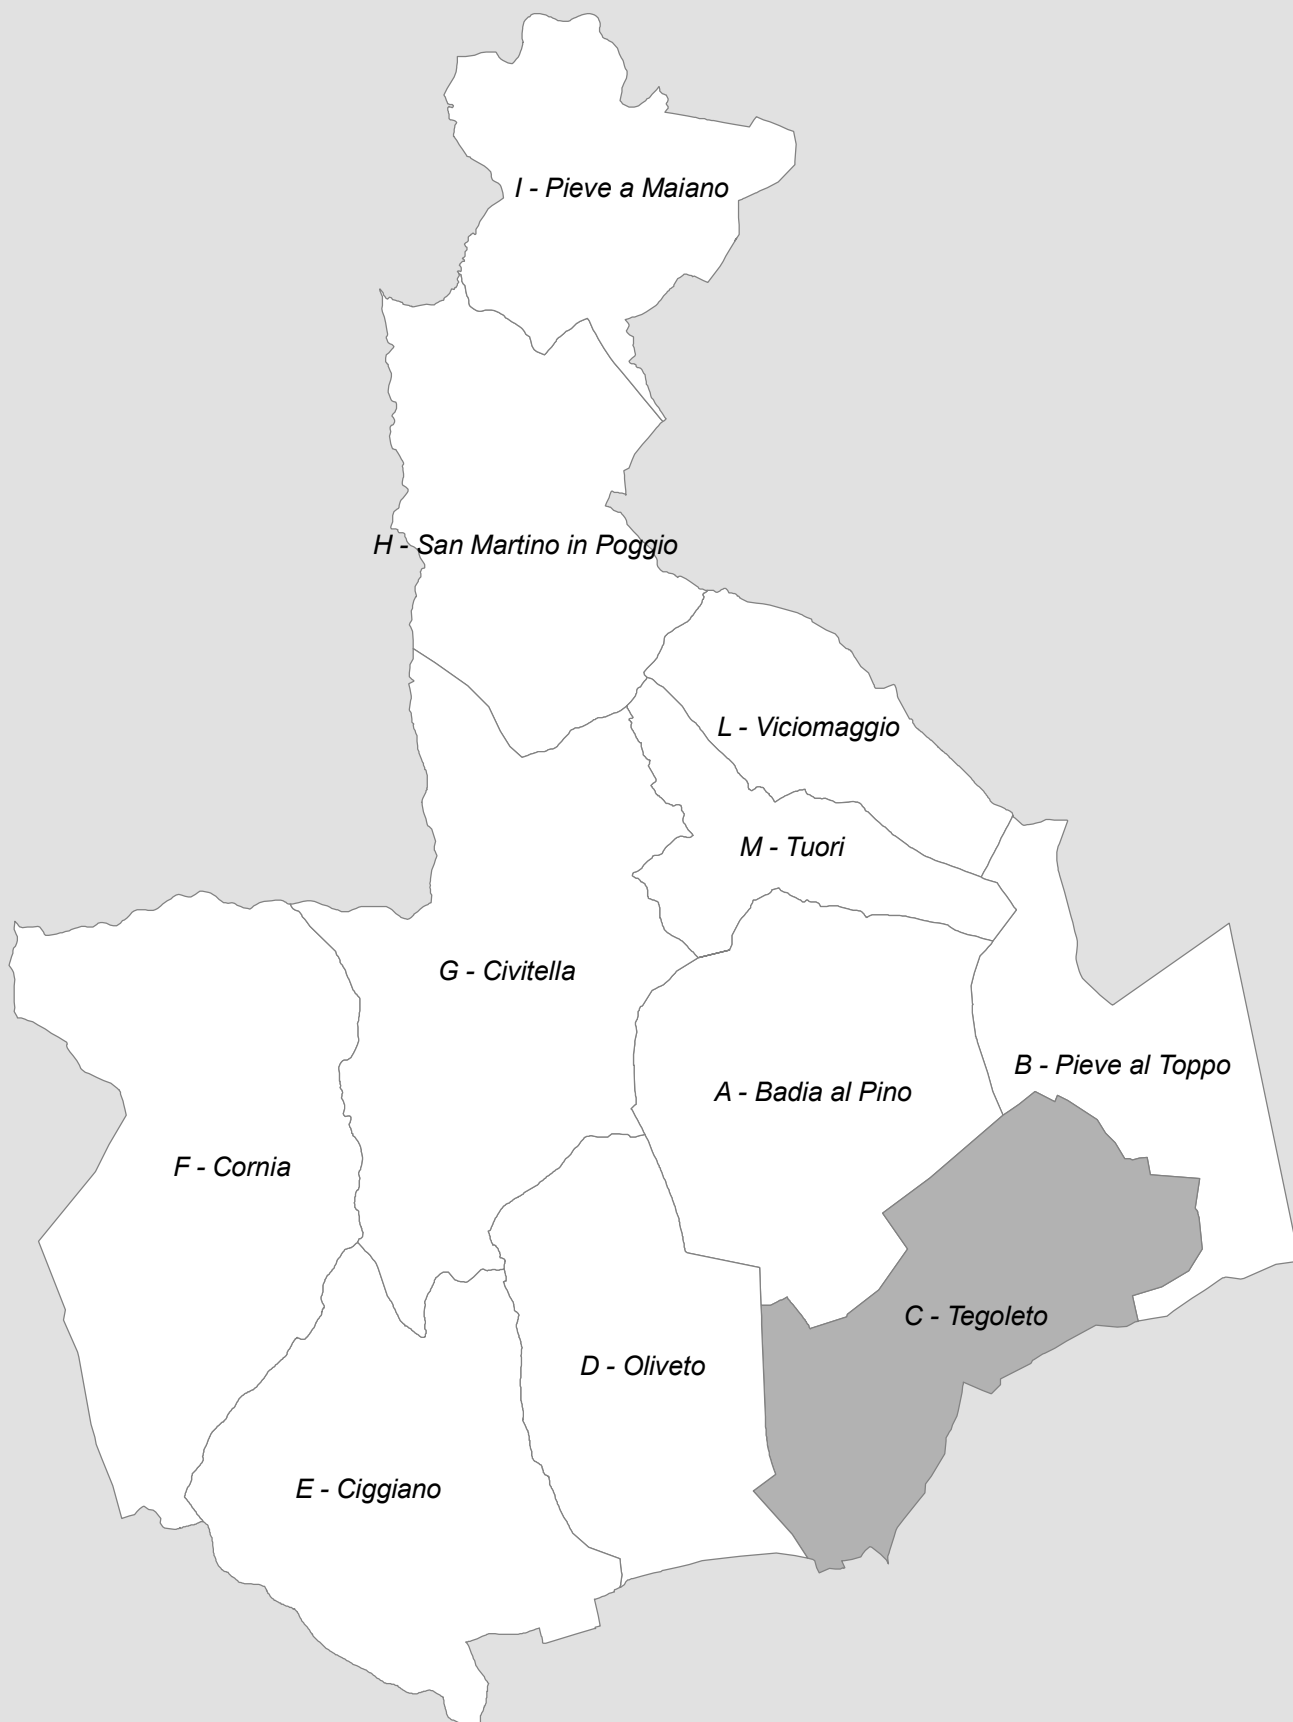 I - Pieve a Maiano
H - San Martino in Poggio
L - Viciomaggio
M - Tuori
G - Civitella
B - Pieve al Toppo
A - Badia al Pino
F - Cornia
C - Tegoleto
D - Oliveto
E - Ciggiano